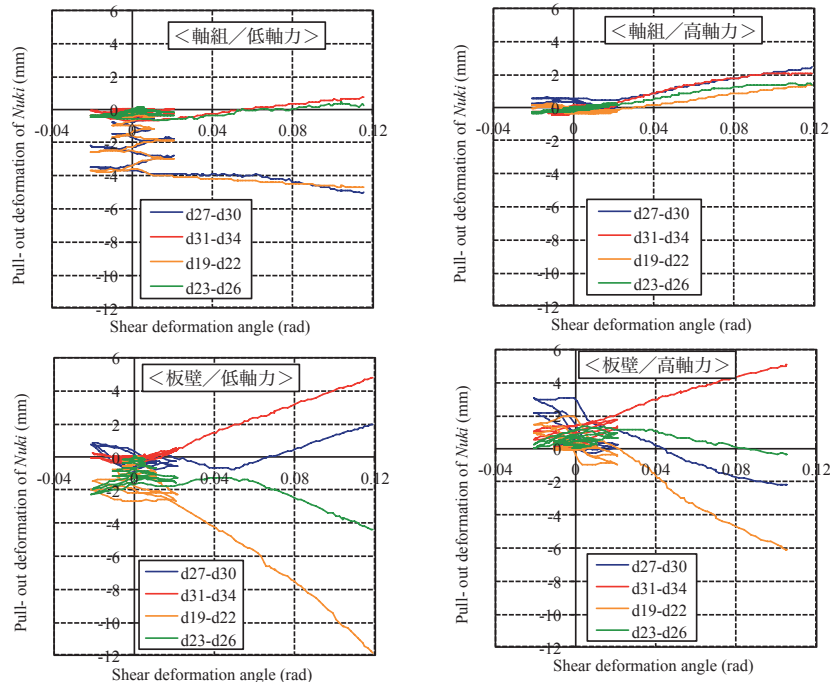 ＜軸組／低軸力＞
Pull- out deformation of Nuki (mm)
6
4
2
0
-2
-4
-6
-8
-10
-12
-0.04
0
0.04
0.08
0.12
d27-d30
d31-d34
d19-d22
d23-d26
Shear deformation angle (rad)
＜軸組／高軸力＞
Pull- out deformation of Nuki (mm)
6
4
2
0
-2
-4
-6
-8
-10
-12
-0.04
0
0.04
0.08
0.12
d27-d30
d31-d34
d19-d22
d23-d26
Shear deformation angle (rad)
＜板壁／低軸力＞
Pull- out deformation of Nuki (mm)
6
4
2
0
-2
-4
-6
-8
-10
-12
-0.04
0
0.04
0.08
0.12
d27-d30
d31-d34
d19-d22
d23-d26
Shear deformation angle (rad)
＜板壁／高軸力＞
Pull- out deformation of Nuki (mm)
6
4
2
0
-2
-4
-6
-8
-10
-12
-0.04
0
0.04
0.08
0.12
d27-d30
d31-d34
d19-d22
d23-d26
Shear deformation angle (rad)